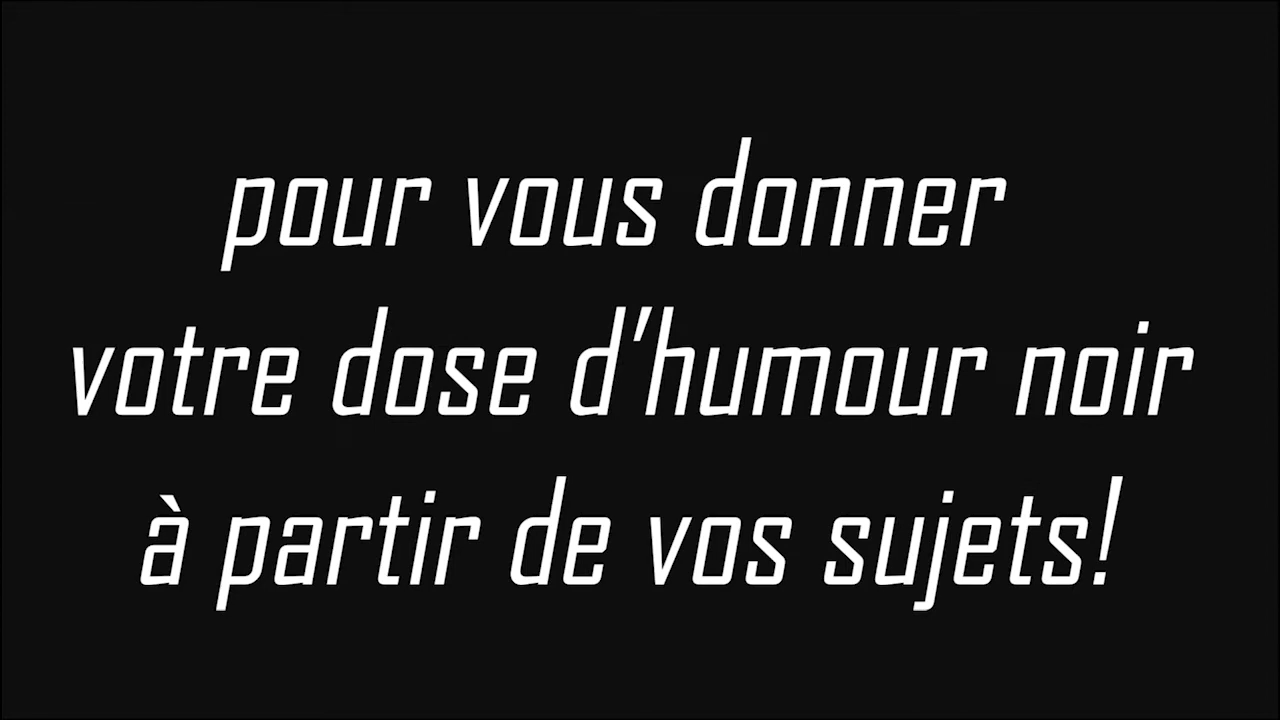 pour vous donner
votre dose d'humour noir
à partir de vos sujets!